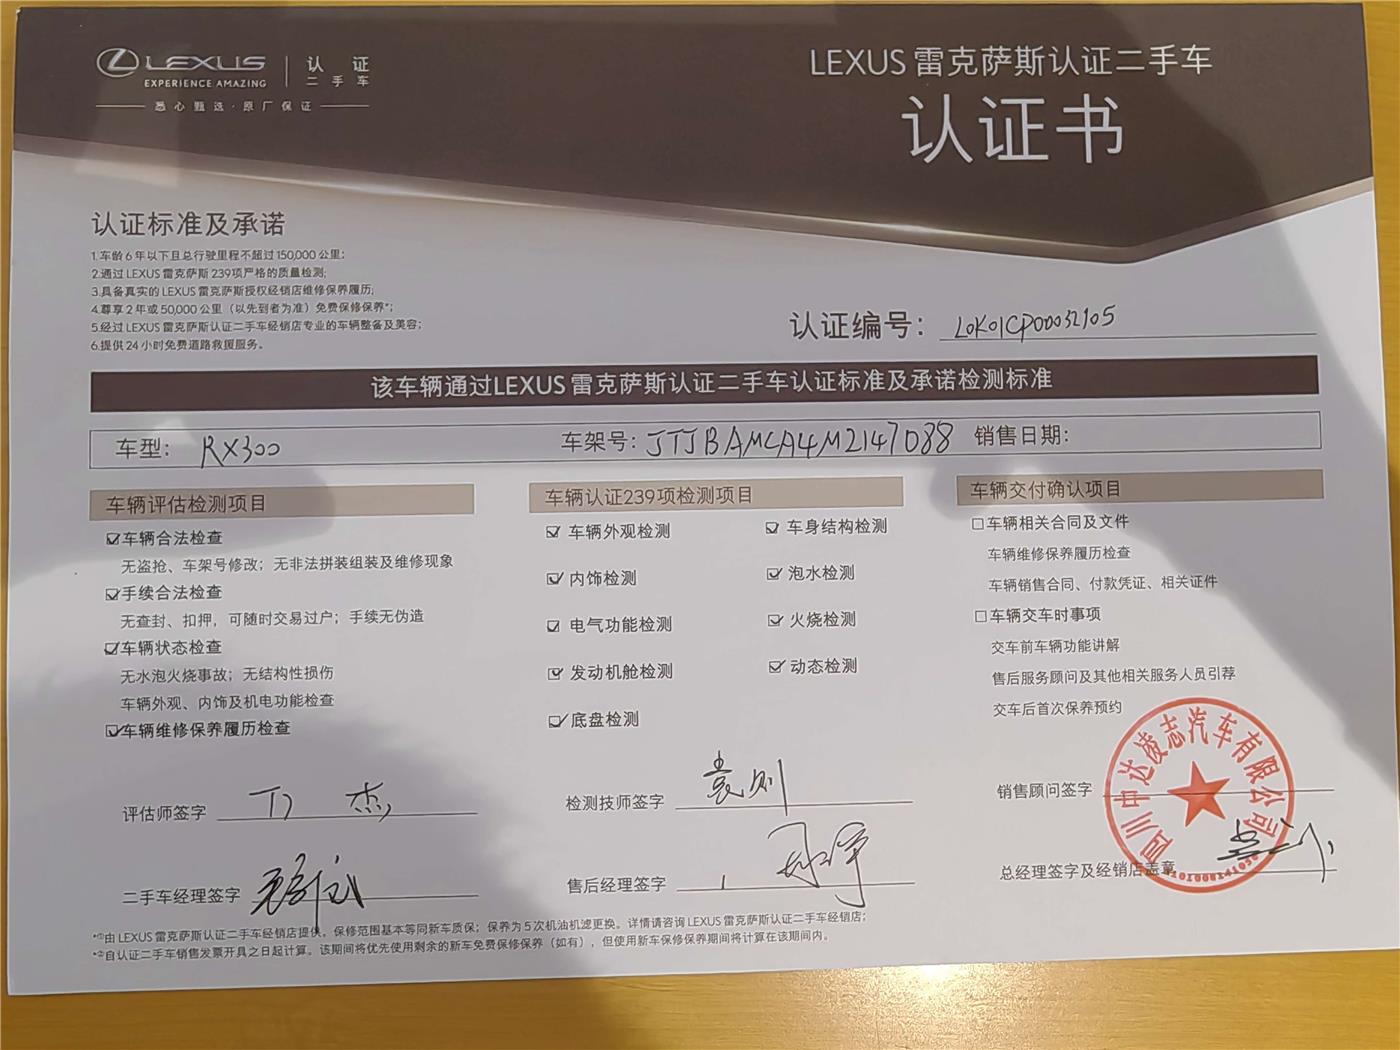 LEXUS 认证
EXPERIENCE AMAZING 二手车
悉心甄选·原厂保证
LEXUS 雷克萨斯认证二手车
认证书
认证标准及承诺
1.车龄6年以下且总行驶里程不超过150,000公里;
2.通过LEXUS雷克萨斯239项严格的质量检测;
3.具备真实的LEXUS雷克萨斯授权经销店维修保养履历;
4.尊享2年或50,000公里（以先到者为准）免费保修保养*;
5.经过LEXUS雷克萨斯认证二手车经销店专业的车辆整备及美容;
6.提供24小时免费道路救援服务。
认证编号: L0K01CP00032105
该车辆通过LEXUS雷克萨斯认证二手车认证标准及承诺检测标准
车型: RX300 车架号: JTJBAMCA4M2147088 销售日期:
车辆评估检测项目
车辆合法检查
无盗抢、车架号修改；无非法拼装组装及维修现象
手续合法检查
无查封、扣押，可随时交易过户；手续无伪造
车辆状态检查
无水泡火烧事故；无结构性损伤
车辆外观、内饰及机电功能检查
车辆维修保养履历检查
车辆认证239项检测项目
车辆外观检测 车身结构检测
内饰检测 泡水检测
电气功能检测 火烧检测
发动机舱检测 动态检测
底盘检测
车辆交付确认项目
车辆相关合同及文件
车辆维修保养履历检查
车辆销售合同、付款凭证、相关证件
车辆交车时事项
交车前车辆功能讲解
售后服务顾问及其他相关服务人员引荐
交车后首次保养预约
评估师签字
检测技师签字 袁则
销售顾问签字
二手车经理签字
售后经理签字
总经理签字及经销店盖章
四川中达凌志汽车有限公司
*①由LEXUS雷克萨斯认证二手车经销店提供。保修范围基本等同新车质保；保养为5次机油机滤更换。详情请咨询LEXUS雷克萨斯认证二手车经销店；
*②自认证二手车销售发票开具之日起计算。该期间将优先使用剩余的新车免费保修保养（如有），但使用新车保修保养期间将计算在该期间内。